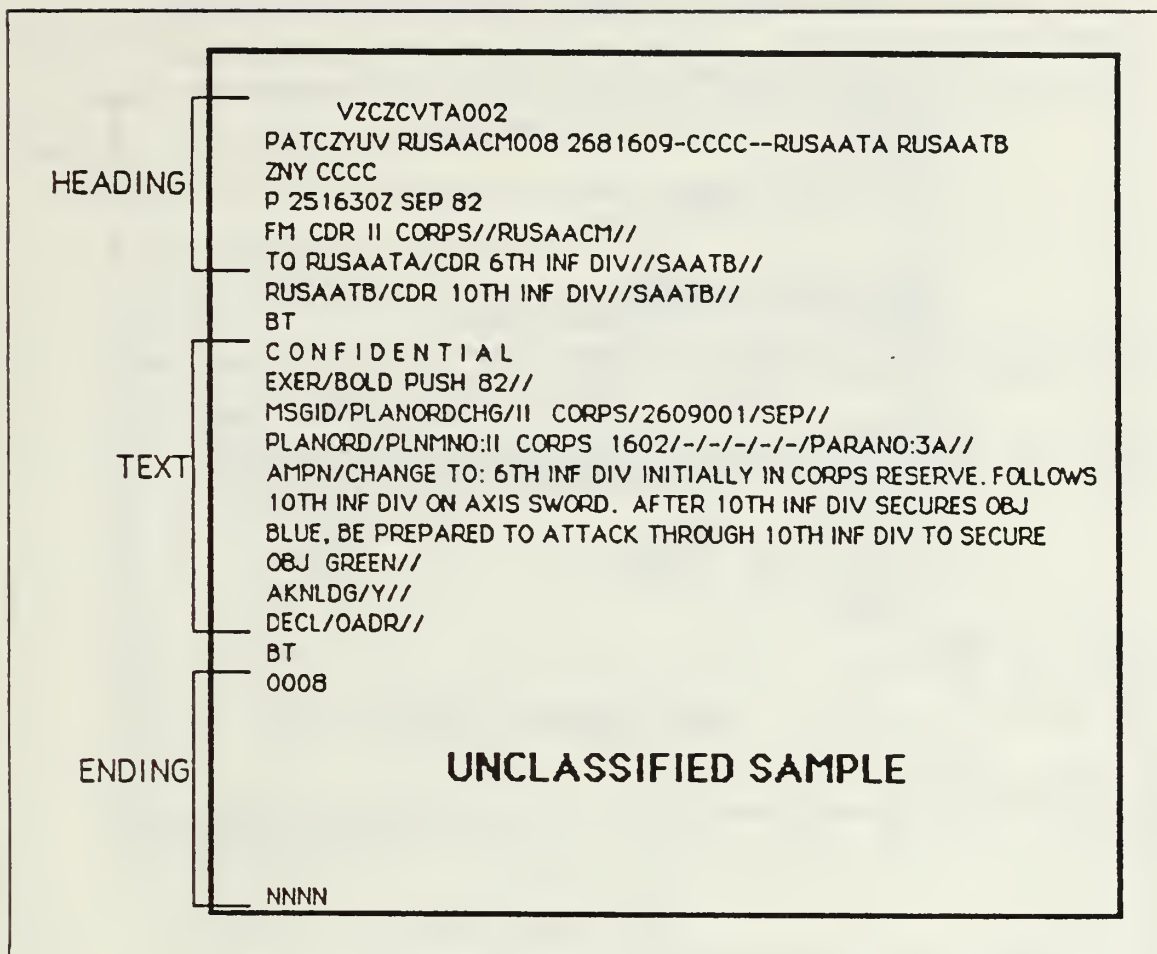 VZCZCVTA002
PATCZYUV RUSAACM008 2681609-CCCC--RUSAATA RUSAATB
ZNY CCCC
HEADING
P 251630Z SEP 82
FM CDR II CORPS//RUSAACM//
TO RUSAATA/CDR 6TH INF DIV//SAATB//
RUSAATB/CDR 10TH INF DIV//SAATB//
BT
C O N F I D E N T I A L
EXER/BOLD PUSH 82//
MSGID/PLANORDCHG/II CORPS/2609001/SEP//
PLANORD/PLNMNO:II CORPS 1602/-/-/-/-/-/PARANO:3A//
TEXT
AMPN/CHANGE TO: 6TH INF DIV INITIALLY IN CORPS RESERVE. FOLLOWS
10TH INF DIV ON AXIS SWORD. AFTER 10TH INF DIV SECURES OBJ
BLUE, BE PREPARED TO ATTACK THROUGH 10TH INF DIV TO SECURE
OBJ GREEN//
AKNLDG/Y//
DECL/OADR//
BT
0008
ENDING
UNCLASSIFIED SAMPLE
NNNN